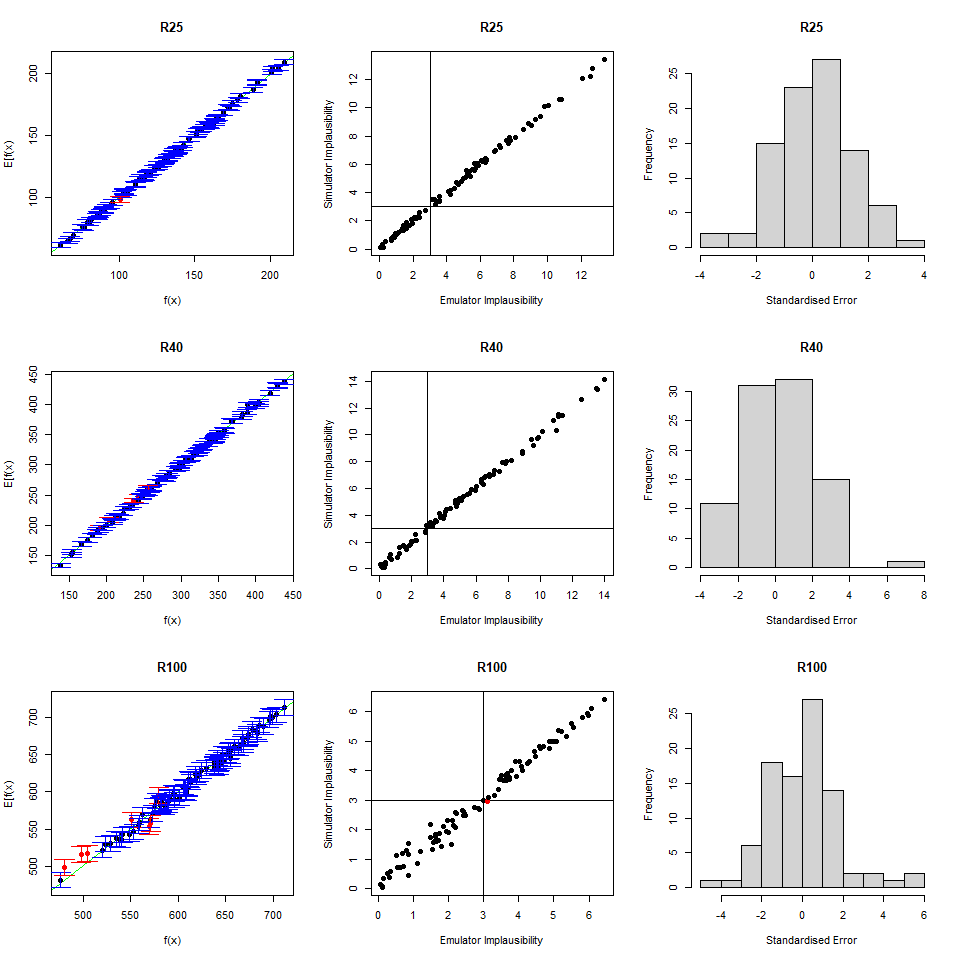 R25
E[f(x)
100 150 200
100 150 200
f(x)
R25
Simulator Implausibility
0 2 4 6 8 10 12
0 2 4 6 8 10 12
Emulator Implausibility
R25
Frequency
0 5 10 15 20 25
-4 -2 0 2 4
Standardised Error
R40
E[f(x)
150 200 250 300 350 400 450
150 200 250 300 350 400 450
f(x)
R40
Simulator Implausibility
0 2 4 6 8 10 12 14
0 2 4 6 8 10 12 14
Emulator Implausibility
R40
Frequency
0 5 10 15 20 25 30
-4 -2 0 2 4 6 8
Standardised Error
R100
E[f(x)
500 550 600 650 700
500 550 600 650 700
f(x)
R100
Simulator Implausibility
0 1 2 3 4 5 6
0 1 2 3 4 5 6
Emulator Implausibility
R100
Frequency
0 5 10 15 20 25
-4 -2 0 2 4 6
Standardised Error